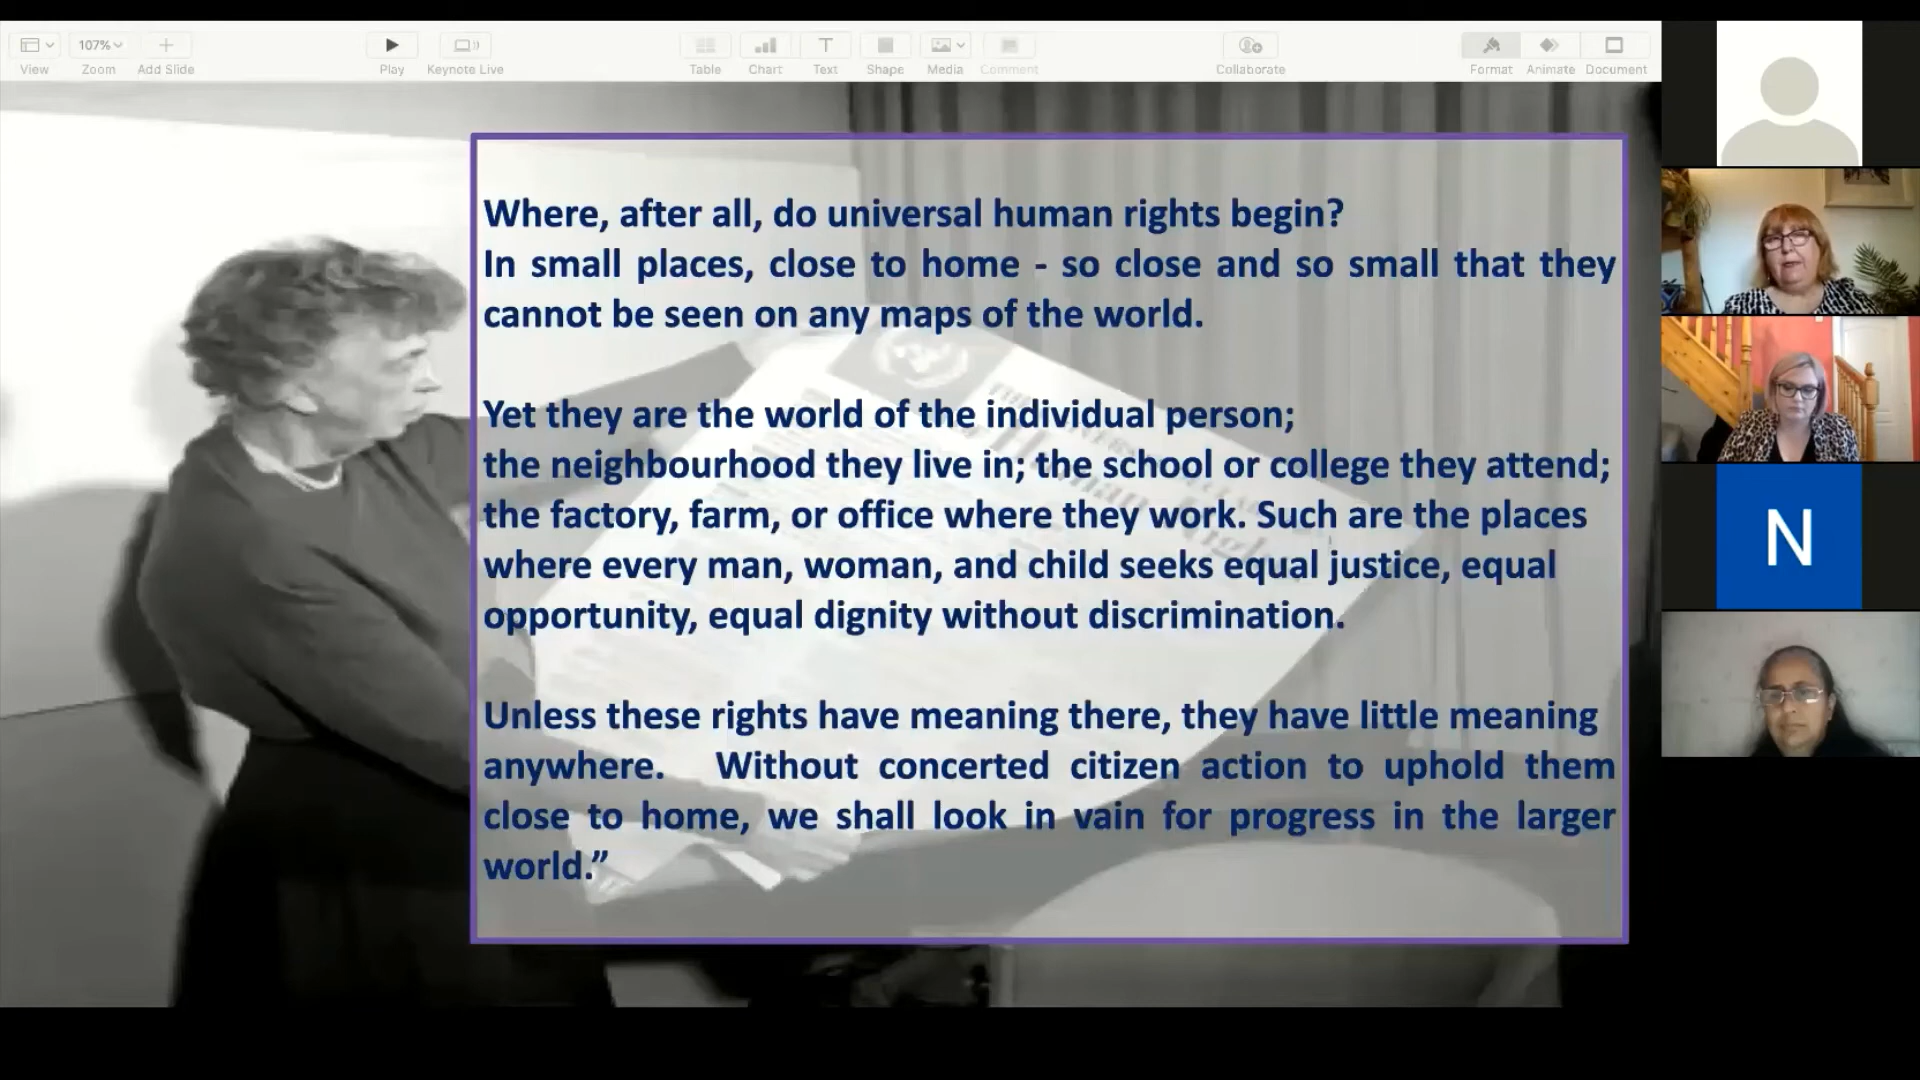 107%
View
Zoom
Add Slide
Play
Keynote Live
Table
Chart
Text
Shape
Media
Comment
Collaborate
Format
Animate
Document
Where, after all, do universal human rights begin?
In small places, close to home - so close and so small that they
cannot be seen on any maps of the world.
Yet they are the world of the individual person;
the neighbourhood they live in; the school or college they attend;
the factory, farm, or office where they work. Such are the places
where every man, woman, and child seeks equal justice, equal
opportunity, equal dignity without discrimination.
Unless these rights have meaning there, they have little meaning
anywhere. Without concerted citizen action to uphold them
close to home, we shall look in vain for progress in the larger
world.”
N